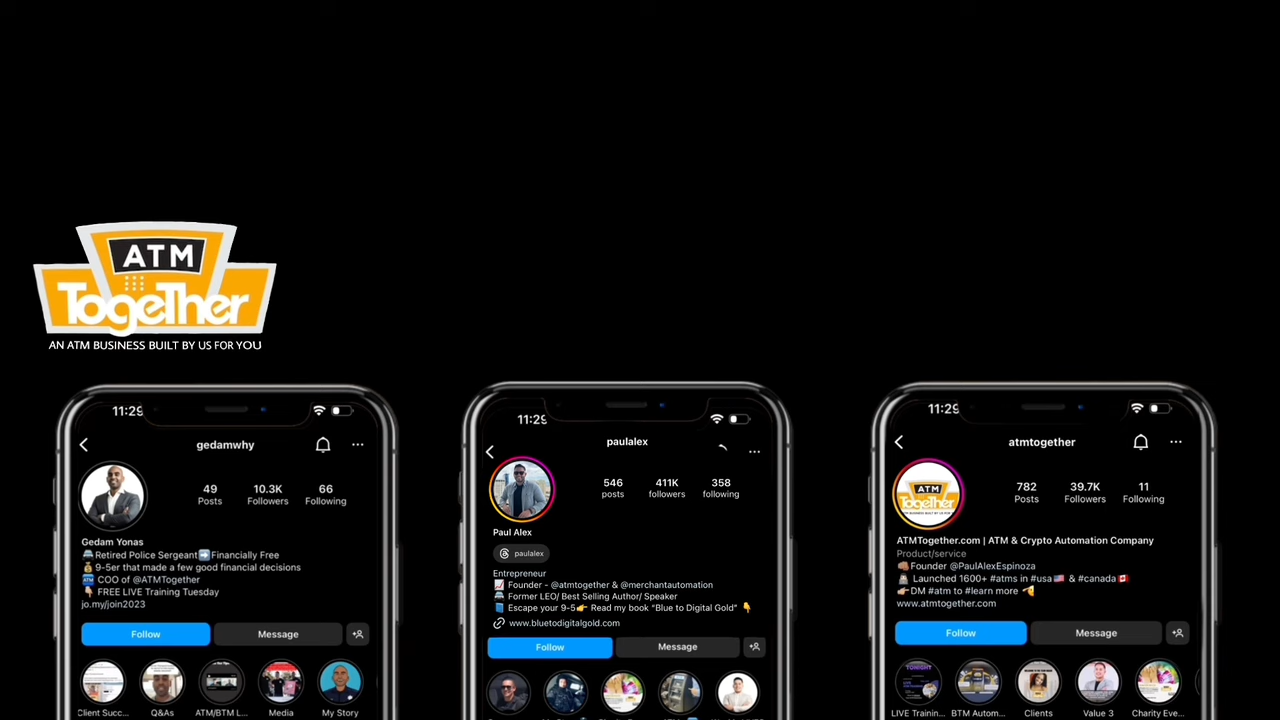 ATM
TogeTher
AN ATM BUSINESS BUILT BY US FOR YOU
11:29
gedamwhy
49
Posts
10.3K
Followers
66
Following
Gedam Yonas
🚔Retired Police Sergeant➡️Financially Free
💰 9-5er that made a few good financial decisions
🏧 COO of @ATMTogether
👇🏽 FREE LIVE Training Tuesday
jo.my/join2023
Follow
Message
Client Succ...
Q&As
ATM/BTM L...
Media
My Story
11:29
paulalex
546
posts
411K
followers
358
following
Paul Alex
paulalex
Entrepreneur
📈 Founder - @atmtogether & @merchantautomation
🚔 Former LEO/ Best Selling Author/ Speaker
📘 Escape your 9-5👉 Read my book “Blue to Digital Gold” 👇
www.bluetodigitalgold.com
Follow
Message
11:29
atmtogether
ATM
TogeTher
782
Posts
39.7K
Followers
11
Following
ATMTogether.com | ATM & Crypto Automation Company
Product/service
Founder @PaulAlexEspinoza
Launched 1600+ #atms in #usa🇺🇸 & #canada🇨🇦
👉🏼DM #atm to #learn more
www.atmtogether.com
Follow
Message
TONIGHT
LIVE Trainin...
BTM Autom...
Clients
Value 3
Charity Eve...